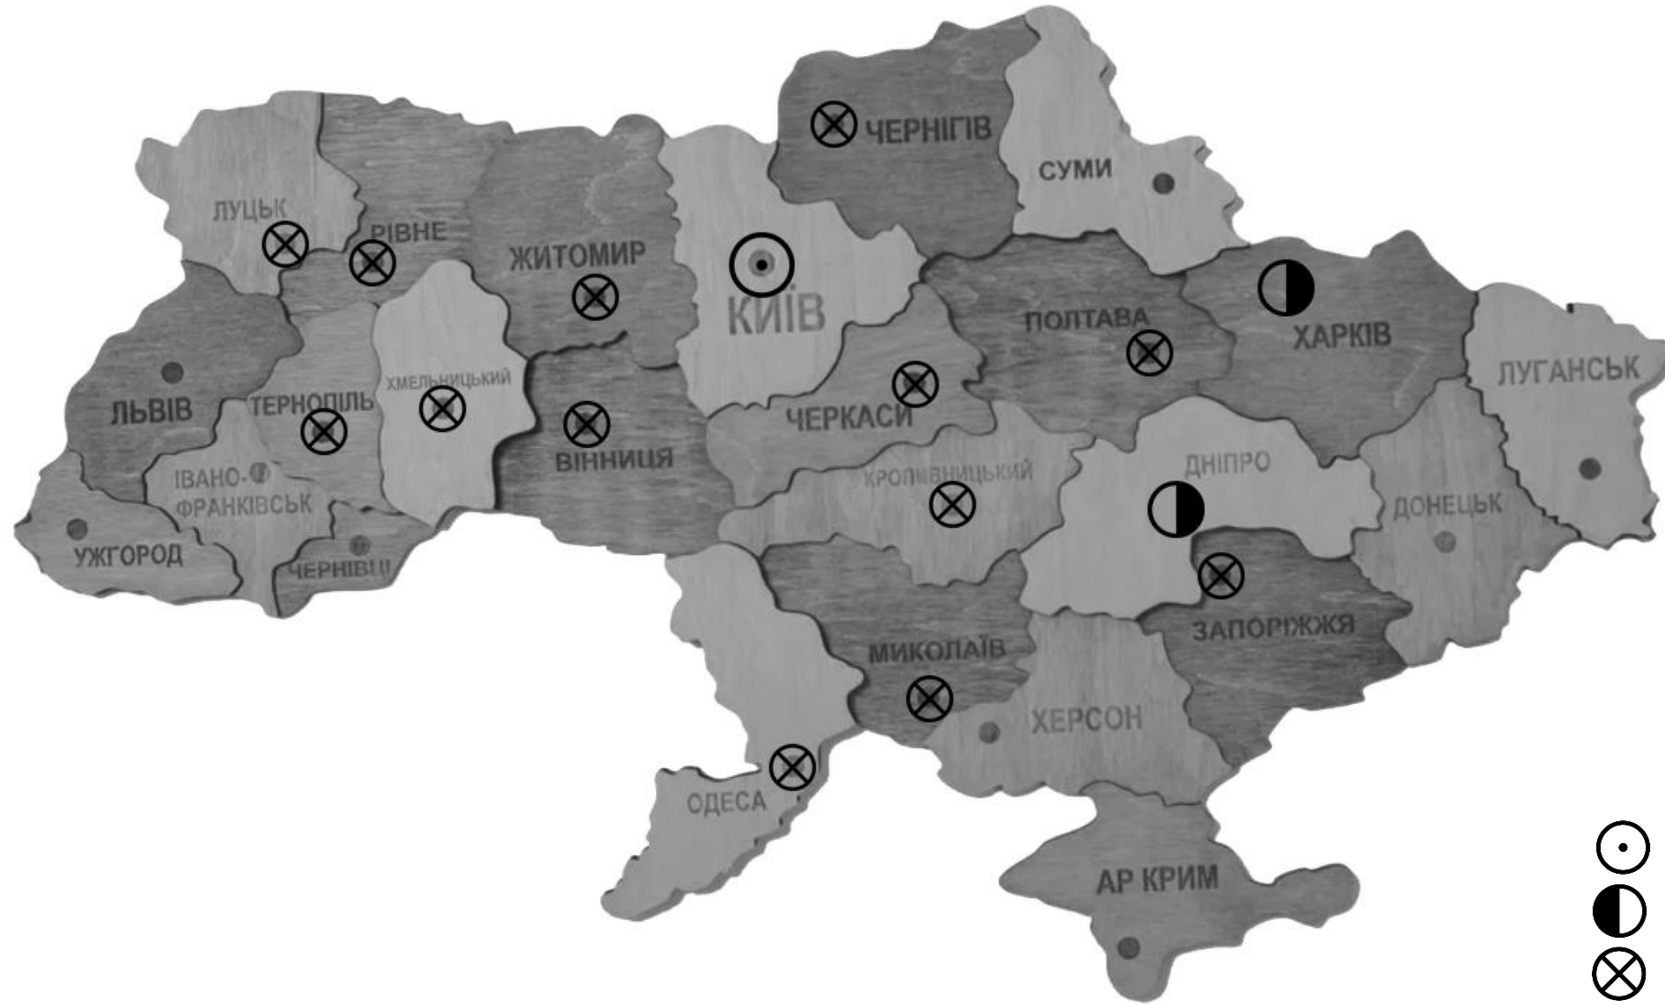 ЧЕРНІГІВ
СУМИ
ЛУЦЬК
РІВНЕ
ЖИТОМИР
КИЇВ
ПОЛТАВА
ХАРКІВ
ЛУГАНСЬК
ЛЬВІВ
ТЕРНОПІЛЬ
ХМЕЛЬНИЦЬКИЙ
ВІННИЦЯ
ЧЕРКАСИ
ІВАНО-
ФРАНКІВСЬК
КРОПИВНИЦЬКИЙ
ДНІПРО
ДОНЕЦЬК
УЖГОРОД
ЧЕРНІВЦІ
МИКОЛАЇВ
ЗАПОРІЖЖЯ
ХЕРСОН
ОДЕСА
АР КРИМ